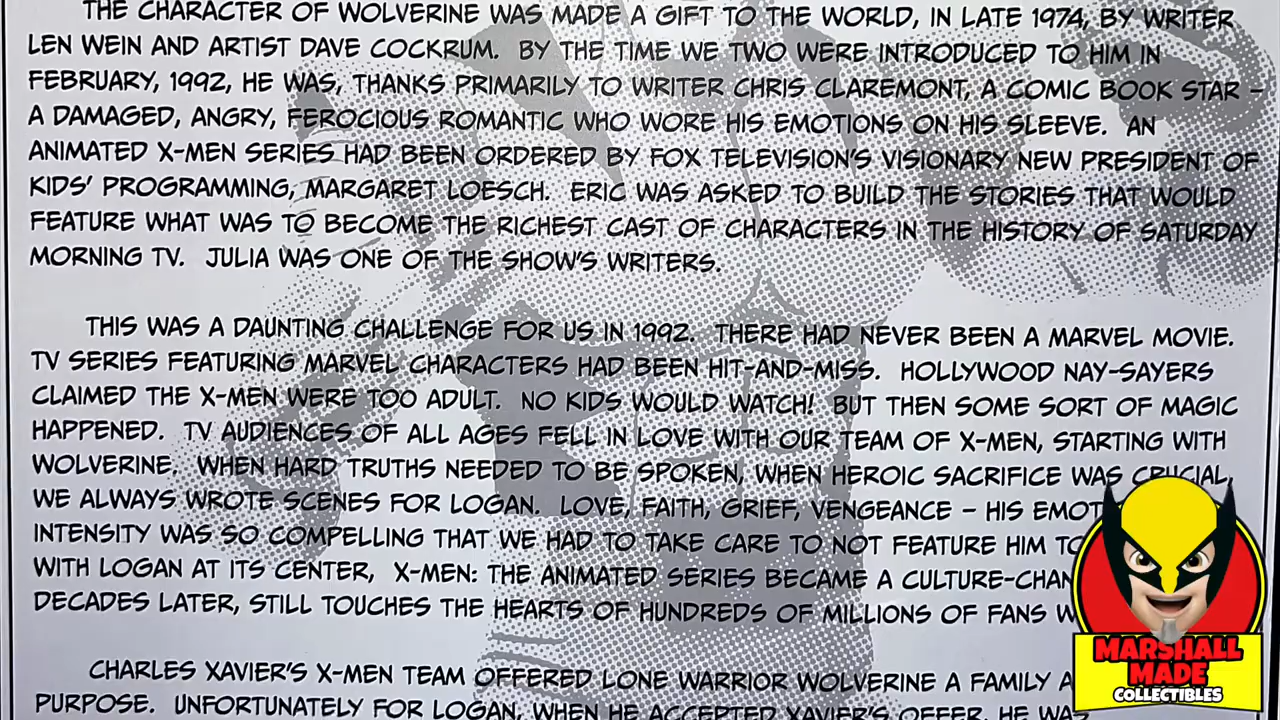 THE CHARACTER OF WOLVERINE WAS MADE A GIFT TO THE WORLD, IN LATE 1974, BY WRITER
LEN WEIN AND ARTIST DAVE COCKRUM. BY THE TIME WE TWO WERE INTRODUCED TO HIM IN
FEBRUARY, 1992, HE WAS, THANKS PRIMARILY TO WRITER CHRIS CLAREMONT, A COMIC BOOK STAR –
A DAMAGED, ANGRY, FEROCIOUS ROMANTIC WHO WORE HIS EMOTIONS ON HIS SLEEVE. AN
ANIMATED X-MEN SERIES HAD BEEN ORDERED BY FOX TELEVISION'S VISIONARY NEW PRESIDENT OF
KIDS' PROGRAMMING, MARGARET LOESCH. ERIC WAS ASKED TO BUILD THE STORIES THAT WOULD
FEATURE WHAT WAS TO BECOME THE RICHEST CAST OF CHARACTERS IN THE HISTORY OF SATURDAY
MORNING TV. JULIA WAS ONE OF THE SHOW'S WRITERS.
THIS WAS A DAUNTING CHALLENGE FOR US IN 1992. THERE HAD NEVER BEEN A MARVEL MOVIE.
TV SERIES FEATURING MARVEL CHARACTERS HAD BEEN HIT-AND-MISS. HOLLYWOOD NAY-SAYERS
CLAIMED THE X-MEN WERE TOO ADULT. NO KIDS WOULD WATCH! BUT THEN SOME SORT OF MAGIC
HAPPENED. TV AUDIENCES OF ALL AGES FELL IN LOVE WITH OUR TEAM OF X-MEN, STARTING WITH
WOLVERINE. WHEN HARD TRUTHS NEEDED TO BE SPOKEN, WHEN HEROIC SACRIFICE WAS CRUCIAL,
WE ALWAYS WROTE SCENES FOR LOGAN. LOVE, FAITH, GRIEF, VENGEANCE – HIS EMOT
INTENSITY WAS SO COMPELLING THAT WE HAD TO TAKE CARE TO NOT FEATURE HIM
WITH LOGAN AT ITS CENTER, X-MEN: THE ANIMATED SERIES BECAME A CULTURE-CHAN
DECADES LATER, STILL TOUCHES THE HEARTS OF HUNDREDS OF MILLIONS OF FANS
CHARLES XAVIER'S X-MEN TEAM OFFERED LONE WARRIOR WOLVERINE A FAMILY
PURPOSE. UNFORTUNATELY FOR LOGAN, WHEN HE ACCEPTED XAVIER'S OFFER, HE WAS
MARSHALL
MADE
COLLECTIBLES